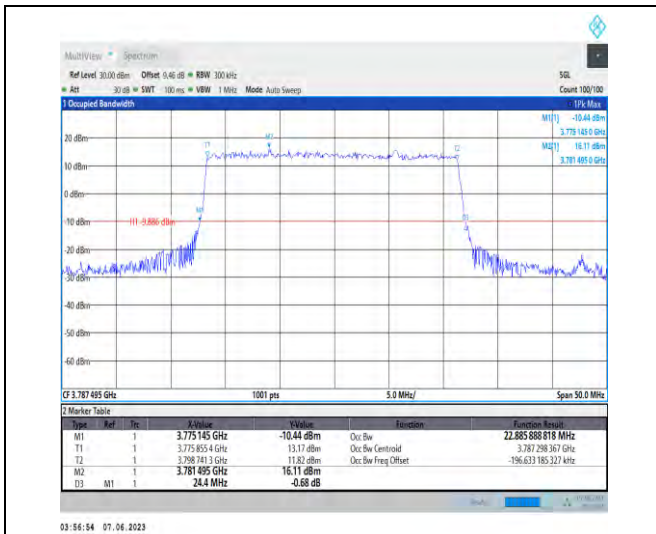 MultiView Spectrum
Ref Level 30.00 dBm Offset 9.46 dB RBW 300 kHz SGL
Att 30 dB SWT 100 ms VBW 1 MHz Mode Auto Sweep Count 100/100
1 Occupied Bandwidth 1Pk Max
M1[1] -10.44 dBm
3.775 145 0 GHz
M2[1] 16.11 dBm
3.781 495 0 GHz
20 dBm
T1
M2
T2
10 dBm
0 dBm
M1
-10 dBm
H1 -9.886 dBm
-20 dBm
-30 dBm
-40 dBm
-50 dBm
-60 dBm
CF 3.787 495 GHz 1001 pts 5.0 MHz/ Span 50.0 MHz
2 Marker Table
Type Ref Trc X-Value Y-Value Function Function Result
M1 1 3.775 145 GHz -10.44 dBm Occ Bw 22.885 888 818 MHz
T1 1 3.775 855 4 GHz 13.17 dBm Occ Bw Centroid 3.787 298 367 GHz
T2 1 3.798 741 3 GHz 11.82 dBm Occ Bw Freq Offset -196.633 185 327 kHz
M2 1 3.781 495 GHz 16.11 dBm
D3 M1 1 24.4 MHz -0.68 dB
03:56:54 07.06.2023